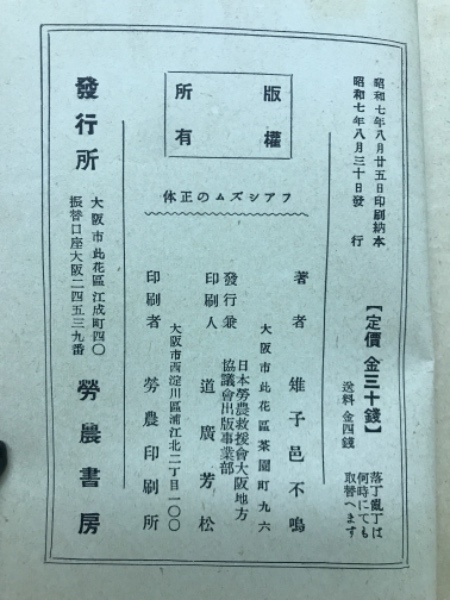 昭和七年八月廿五日印刷納本
昭和七年八月三十日發行
【定價 金三十錢】
送料 金四錢
落丁亂丁は
何時にても
取替へます
版權
所有
フアシズムの正体
著者 雉子邑不鳴
大阪市此花區茶園町九六
發行兼
印刷人 道廣芳松
日本勞農救援會大阪地方
協議會出版事業部
大阪市西淀川區浦江北二丁目一〇〇
印刷者 勞農印刷所
發行所 勞農書房
大阪市此花區江成町四〇
振替口座大阪二四五三九番